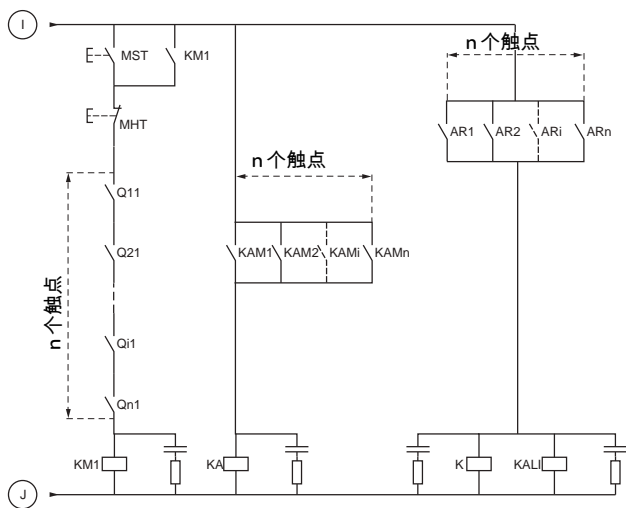 I
MST
KM1
n 个触点
MHT
AR1 AR2 ARi ARn
n 个触点
Q11
Q21
KAM1 KAM2 KAMi KAMn
n 个触点
Qi1
Qn1
KM1 KA K KALI
J